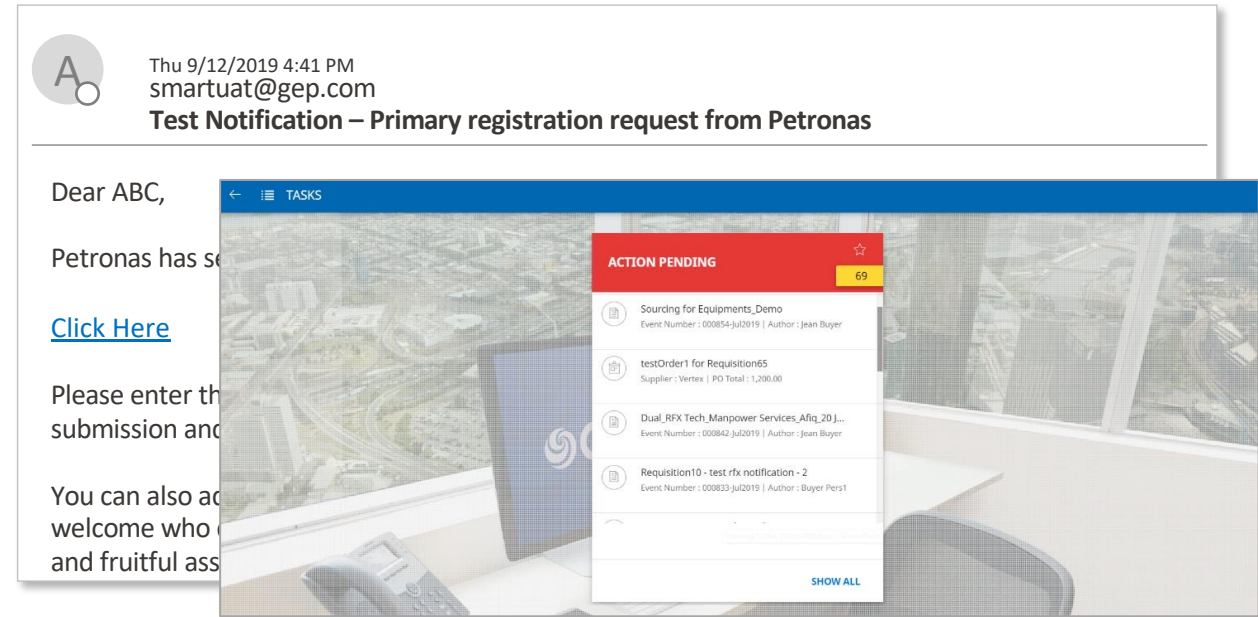 A
Thu 9/12/2019 4:41 PM
smartuat@gep.com
Test Notification – Primary registration request from Petronas
Dear ABC,
Petronas has se
Click Here
Please enter th
submission and
You can also ad
welcome who
and fruitful ass
TASKS
ACTION PENDING
69
Sourcing for Equipments_Demo
Event Number : 000854-Jul2019 | Author : Jean Buyer
testOrder1 for Requisition65
Supplier : Vertex | PO Total : 1,200.00
Dual_RFX Tech_Manpower Services_Afiq_20 J...
Event Number : 000842-Jul2019 | Author : Jean Buyer
Requisition10 - test rfx notification - 2
Event Number : 000833-Jul2019 | Author : Buyer Pers1
SHOW ALL